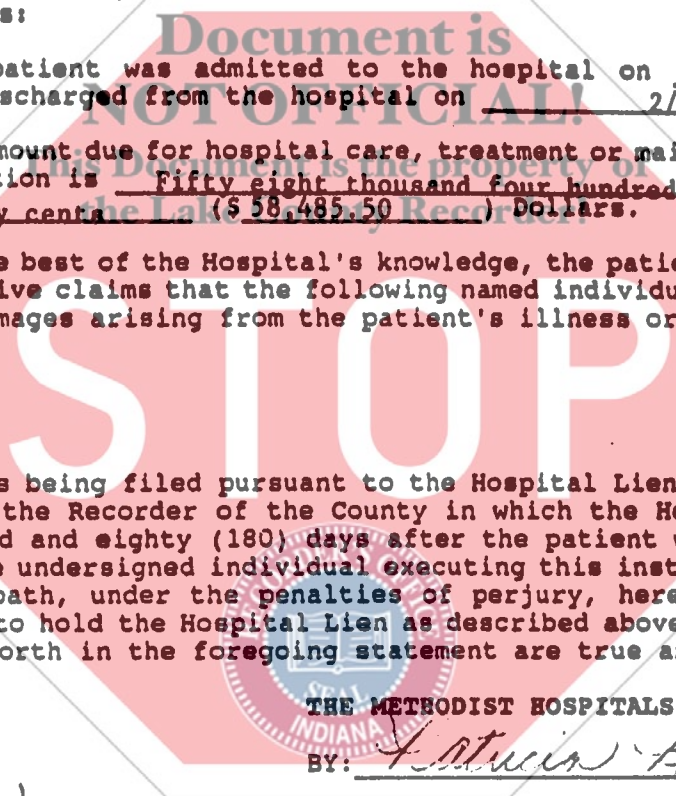 s:
Document is
patient was admitted to the hospital on
scharged from the hospital on 2/
NOT OFFICIAL!
mount due for hospital care, treatment or mai
This Document is the property of
ion is Fifty eight thousand four hundred
y cents ($ 58,485.50 ) Dollars.
the Lake County Recorder!
e best of the Hospital's knowledge, the patie
ive claims that the following named individu
mages arising from the patient's illness or
STOP
s being filed pursuant to the Hospital Lien
the Recorder of the County in which the Ho
d and eighty (180) days after the patient w
e undersigned individual executing this inst
oath, under the penalties of perjury, here
to hold the Hospital Lien as described above
orth in the foregoing statement are true a
RECORDER'S OFFIC
SEAL
INDIANA
THE METHODIST HOSPITALS
BY: Patricia B
)